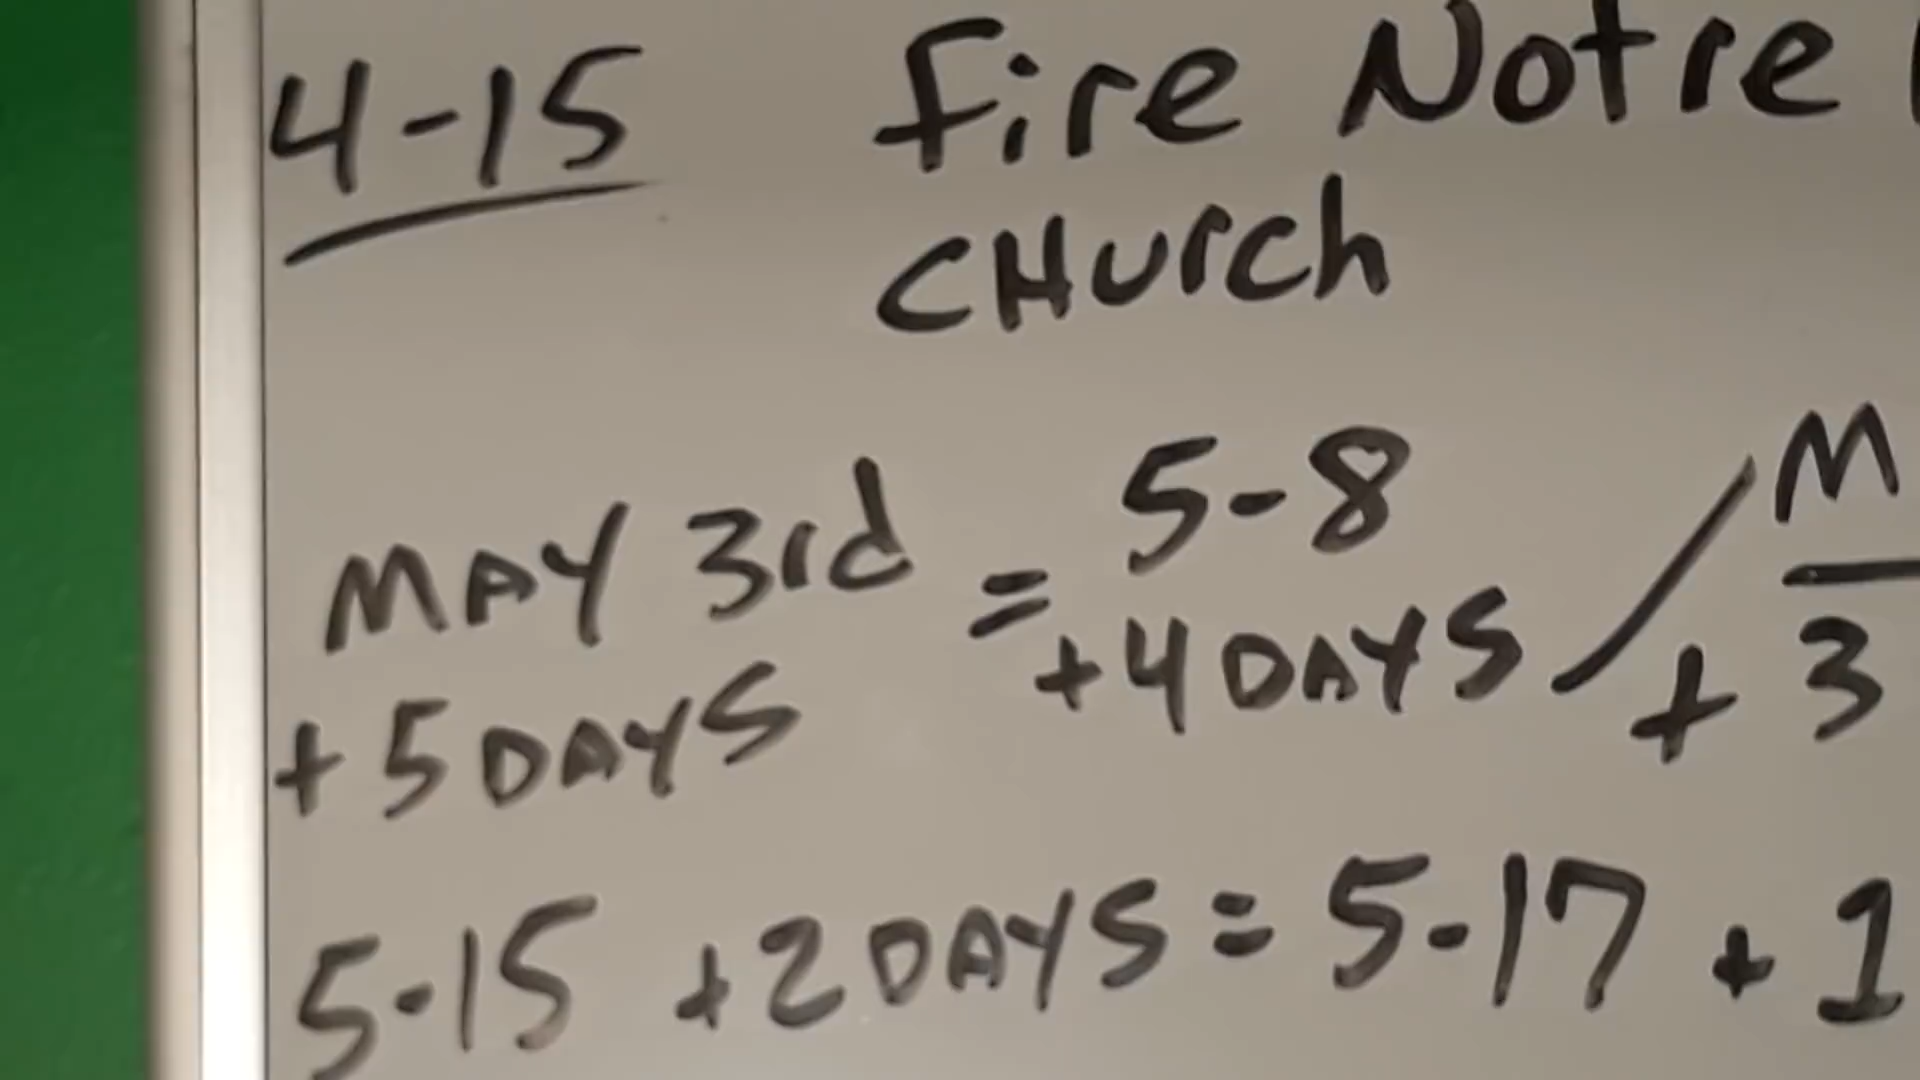 4-15 Fire Notre
CHurch
MAY 3rd = 5-8 / M
+5 DAYS +4 DAYS + 3
5-15 +2 DAYS = 5-17 + 1